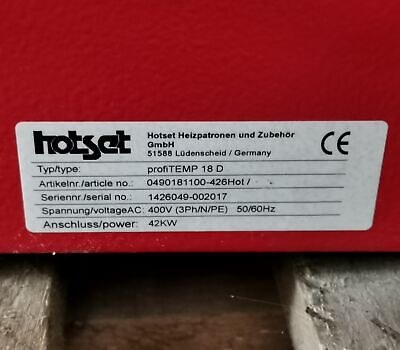 hotset
Hotset Heizpatronen und Zubehör
GmbH
51588 Lüdenscheid / Germany
CE
Typ/type: profiTEMP 18 D
Artikelnr./article no.: 0490181100-426Hot /
Seriennr./serial no.: 1426049-002017
Spannung/voltageAC: 400V (3Ph/N/PE) 50/60Hz
Anschluss/power: 42KW